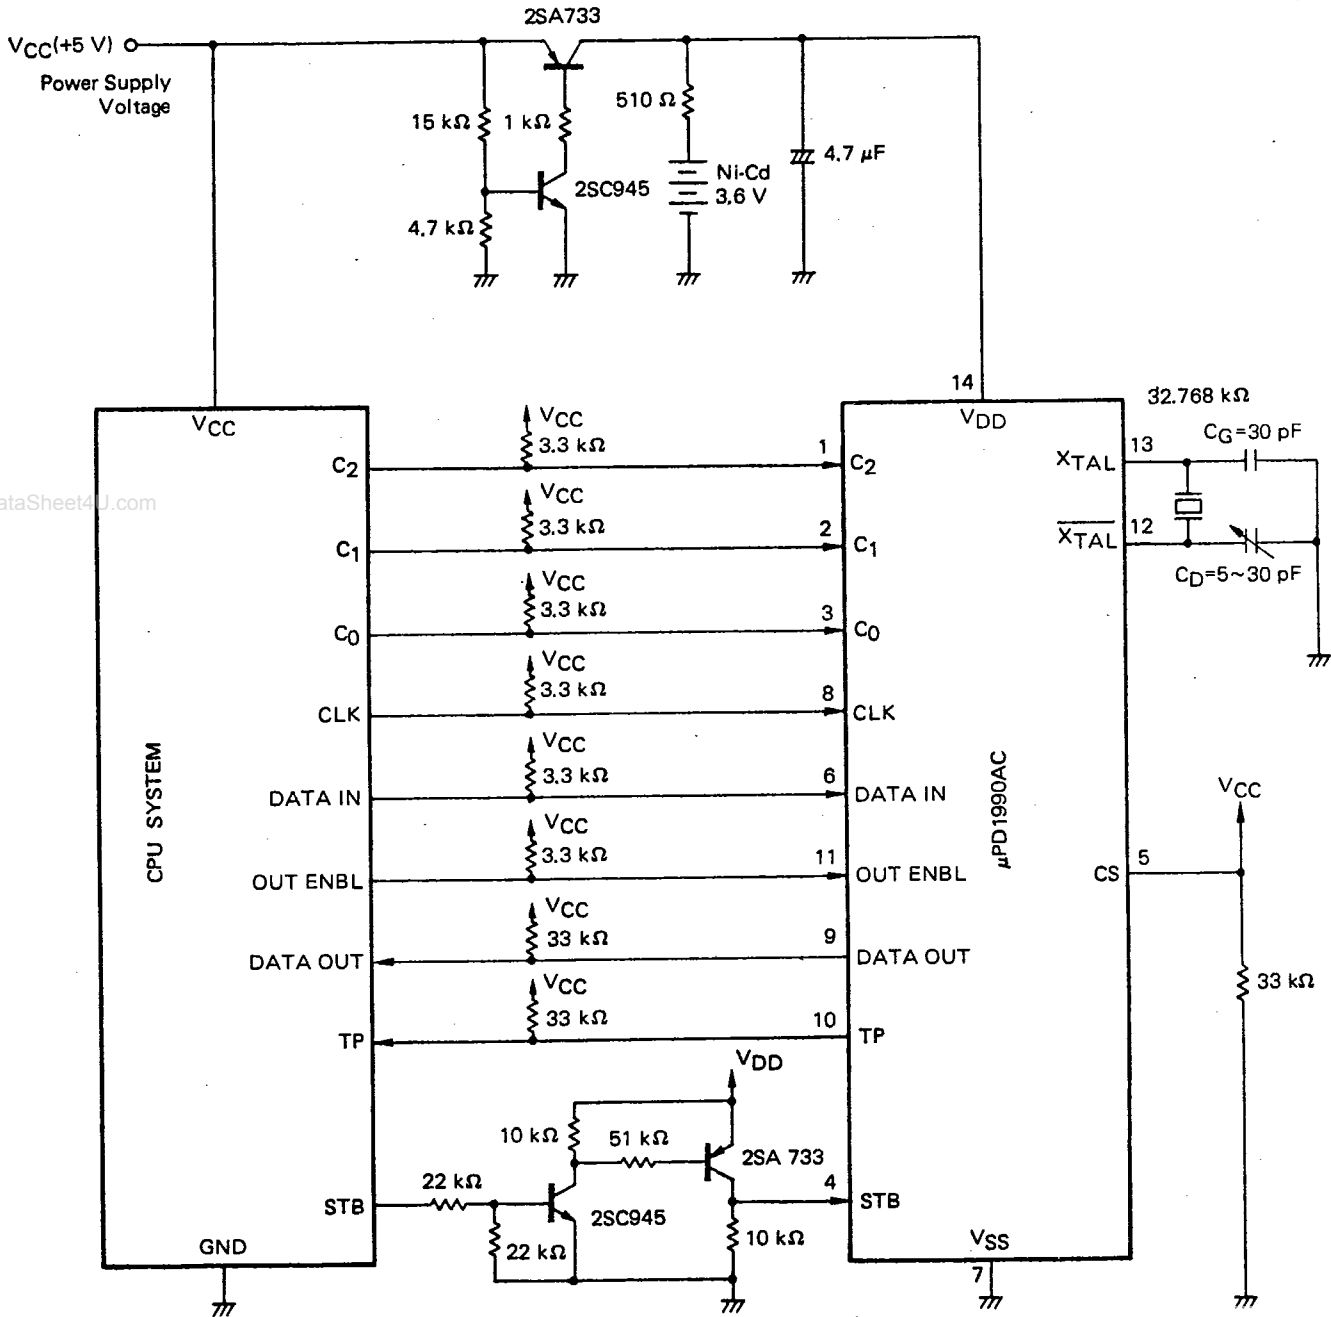 2SA733
VCC(+5 V)
Power Supply
Voltage
15 kΩ
1 kΩ
510 Ω
4.7 μF
2SC945
Ni-Cd
3.6 V
4.7 kΩ
14
32.768 kΩ
VCC
VCC
3.3 kΩ
VDD
CG=30 pF
C2
1
C2
XTAL
13
ataSheet4U.com
VCC
3.3 kΩ
C1
2
C1
XTAL
12
CD=5~30 pF
VCC
3.3 kΩ
C0
3
C0
VCC
3.3 kΩ
CLK
8
CLK
CPU SYSTEM
μPD1990AC
VCC
3.3 kΩ
DATA IN
6
DATA IN
VCC
VCC
3.3 kΩ
OUT ENBL
11
OUT ENBL
CS
5
VCC
33 kΩ
DATA OUT
9
DATA OUT
33 kΩ
VCC
33 kΩ
TP
10
TP
VDD
10 kΩ
51 kΩ
2SA 733
22 kΩ
STB
4
STB
2SC945
22 kΩ
10 kΩ
GND
VSS
7